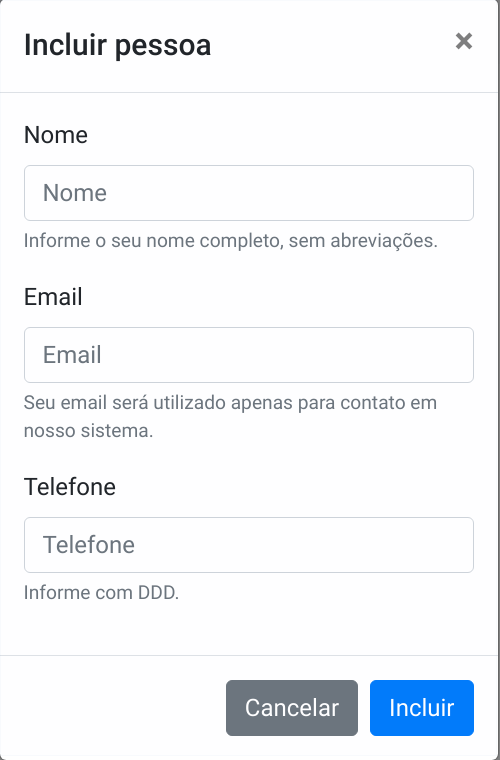 Incluir pessoa ×
Nome
Nome
Informe o seu nome completo, sem abreviações.
Email
Email
Seu email será utilizado apenas para contato em
nosso sistema.
Telefone
Telefone
Informe com DDD.
Cancelar Incluir